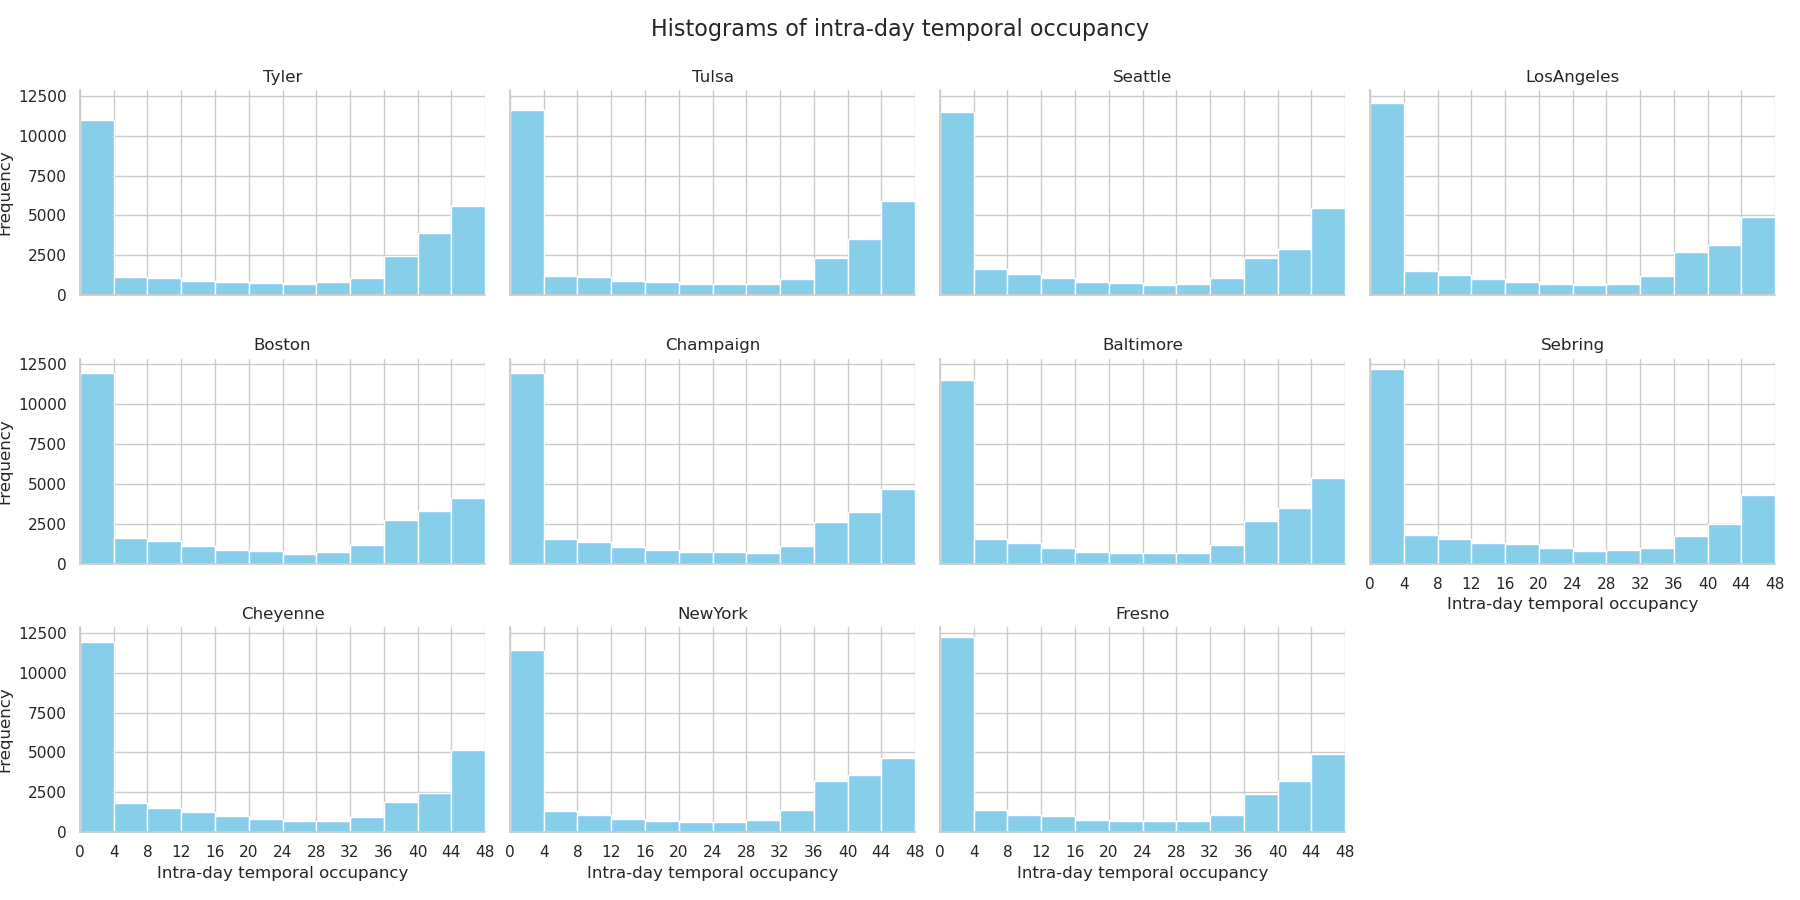 Histograms of intra-day temporal occupancy
Tyler
Tulsa
Seattle
LosAngeles
12500
10000
7500
5000
2500
0
Frequency
Boston
Champaign
Baltimore
Sebring
12500
10000
7500
5000
2500
0
Frequency
0 4 8 12 16 20 24 28 32 36 40 44 48
Intra-day temporal occupancy
Cheyenne
NewYork
Fresno
12500
10000
7500
5000
2500
0
Frequency
0 4 8 12 16 20 24 28 32 36 40 44 48
Intra-day temporal occupancy
0 4 8 12 16 20 24 28 32 36 40 44 48
Intra-day temporal occupancy
0 4 8 12 16 20 24 28 32 36 40 44 48
Intra-day temporal occupancy